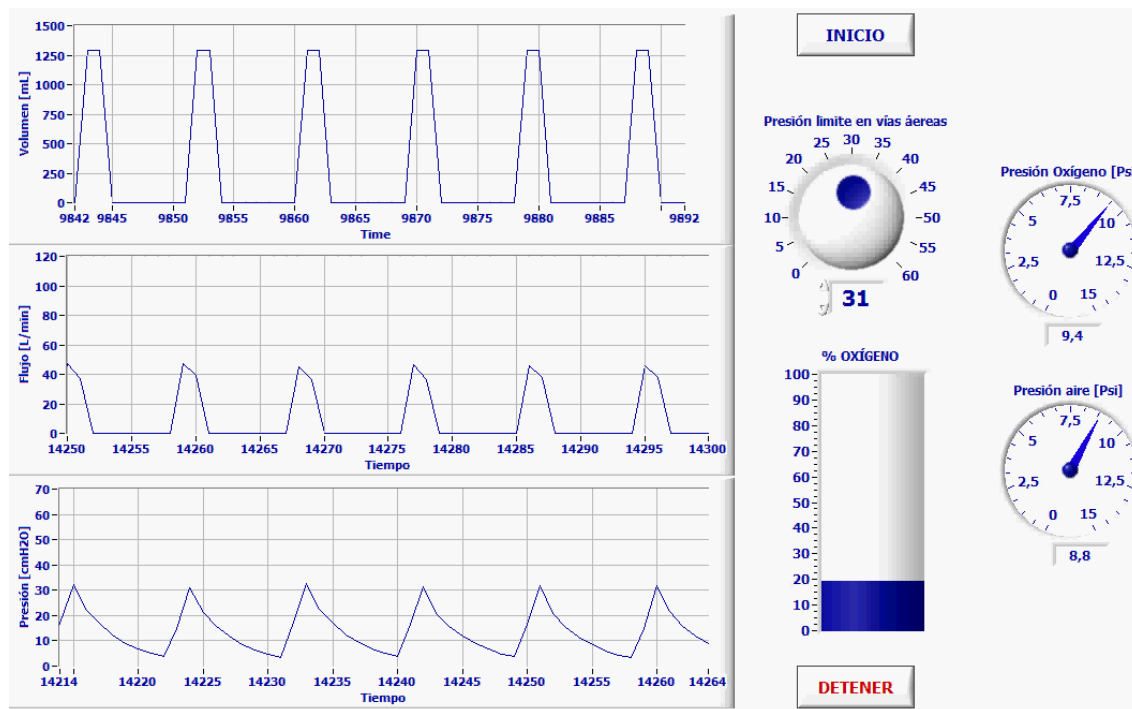 1500
1250
1000
750
500
250
0
Volumen [mL]
9842 9845 9850 9855 9860 9865 9870 9875 9880 9885 9892
Time
120
100
80
60
40
20
0
Flujo [L/min]
14250 14255 14260 14265 14270 14275 14280 14285 14290 14295 14300
Tiempo
70
60
50
40
30
20
10
0
Presión [cmH2O]
14214 14220 14225 14230 14235 14240 14245 14250 14255 14260 14264
Tiempo
INICIO
Presión limite en vías áereas
0 5 10 15 20 25 30 35 40 45 50 55 60
31
% OXÍGENO
100
90
80
70
60
50
40
30
20
10
0
DETENER
Presión Oxígeno [Psi
0 2,5 5 7,5 10 12,5 15
9,4
Presión aire [Psi]
0 2,5 5 7,5 10 12,5 15
8,8